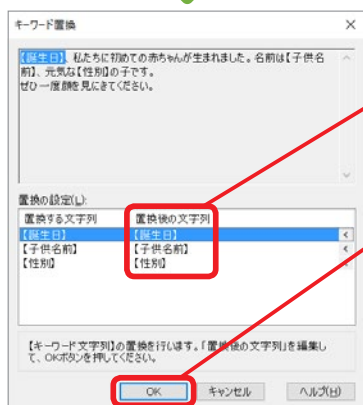 キーワード置換
【誕生日】、私たちに初めての赤ちゃんが生まれました。名前は【子供名
前】、元気な【性別】の子です。
ぜひ一度顔を見にきてください。
置換の設定(L):
置換する文字列 置換後の文字列
【誕生日】 【誕生日】
【子供名前】 【子供名前】
【性別】 【性別】
【キーワード文字列】の置換を行います。「置換後の文字列」を編集し
て、OKボタンを押してください。
OK キャンセル ヘルプ(H)